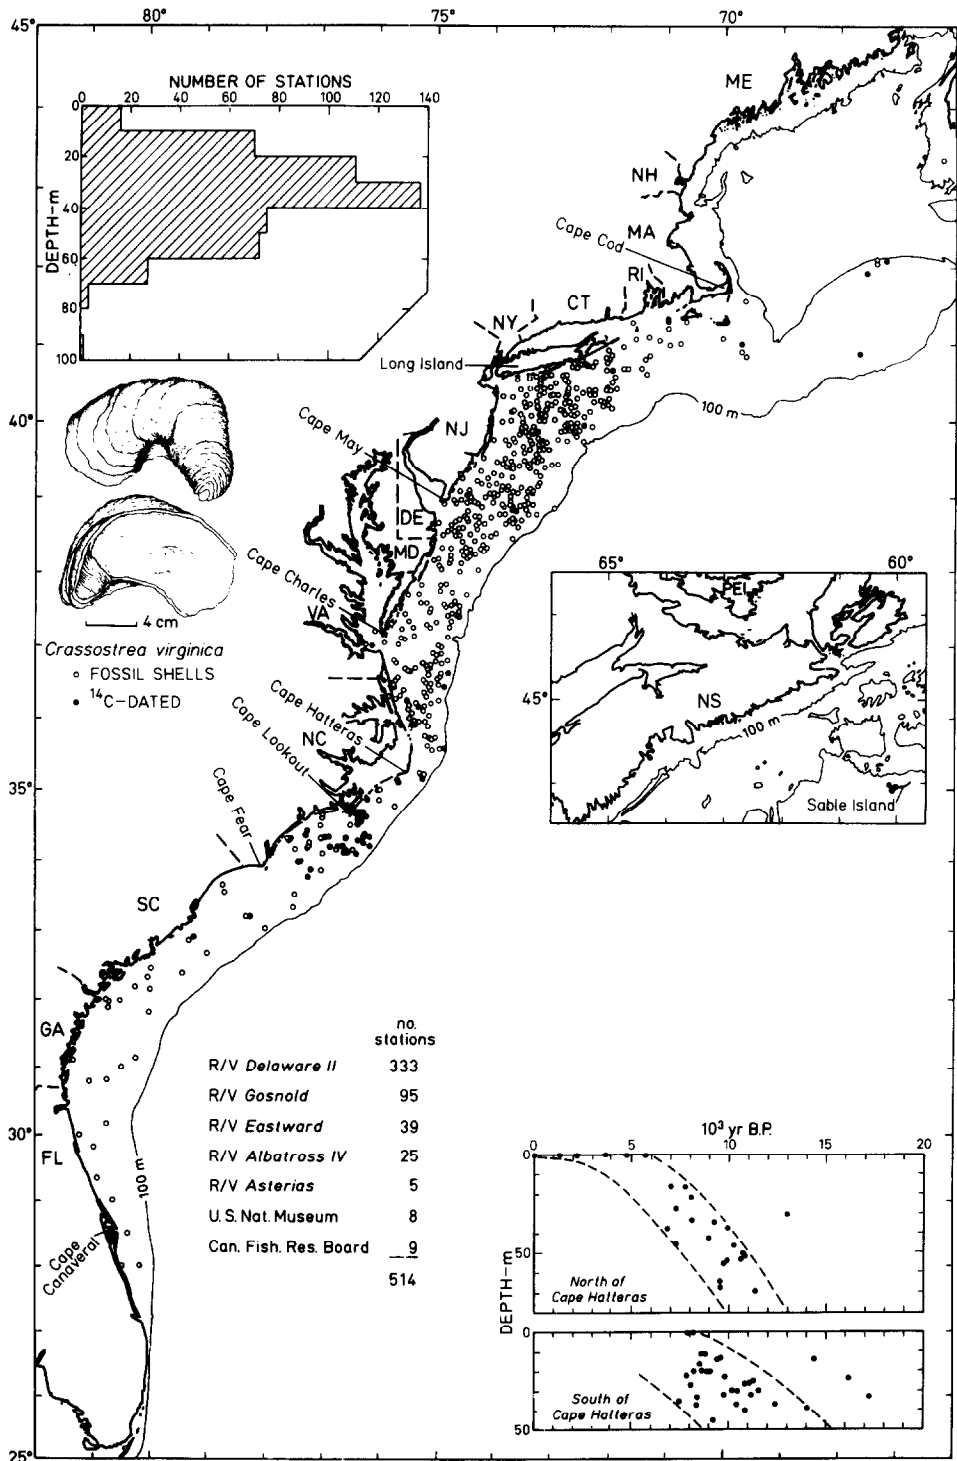 80° 75° 70°
45°
NUMBER OF STATIONS
0 20 40 60 80 100 120 140
DEPTH-m
0
20
40
60
80
100
ME
NH
MA
Cape Cod
RI
CT
NY
Long Island
8
100 m
40°
Cape May
NJ
DE
MD
Cape Charles
VA
4 cm
Crassostrea virginica
○ FOSSIL SHELLS
● ¹⁴C-DATED
Cape Hatteras
Cape Lookout
NC
Cape Fear
35°
SC
GA
30°
FL
100 m
Cape Canaveral
25°
65° 60°
PEI
45°
NS
100 m
Sable Island
no.
stations
R/V Delaware II 333
R/V Gosnold 95
R/V Eastward 39
R/V Albatross IV 25
R/V Asterias 5
U.S. Nat. Museum 8
Can. Fish. Res. Board 9
514
10³ yr B.P.
0 5 10 15 20
DEPTH-m
0
50
North of
Cape Hatteras
0
50
South of
Cape Hatteras